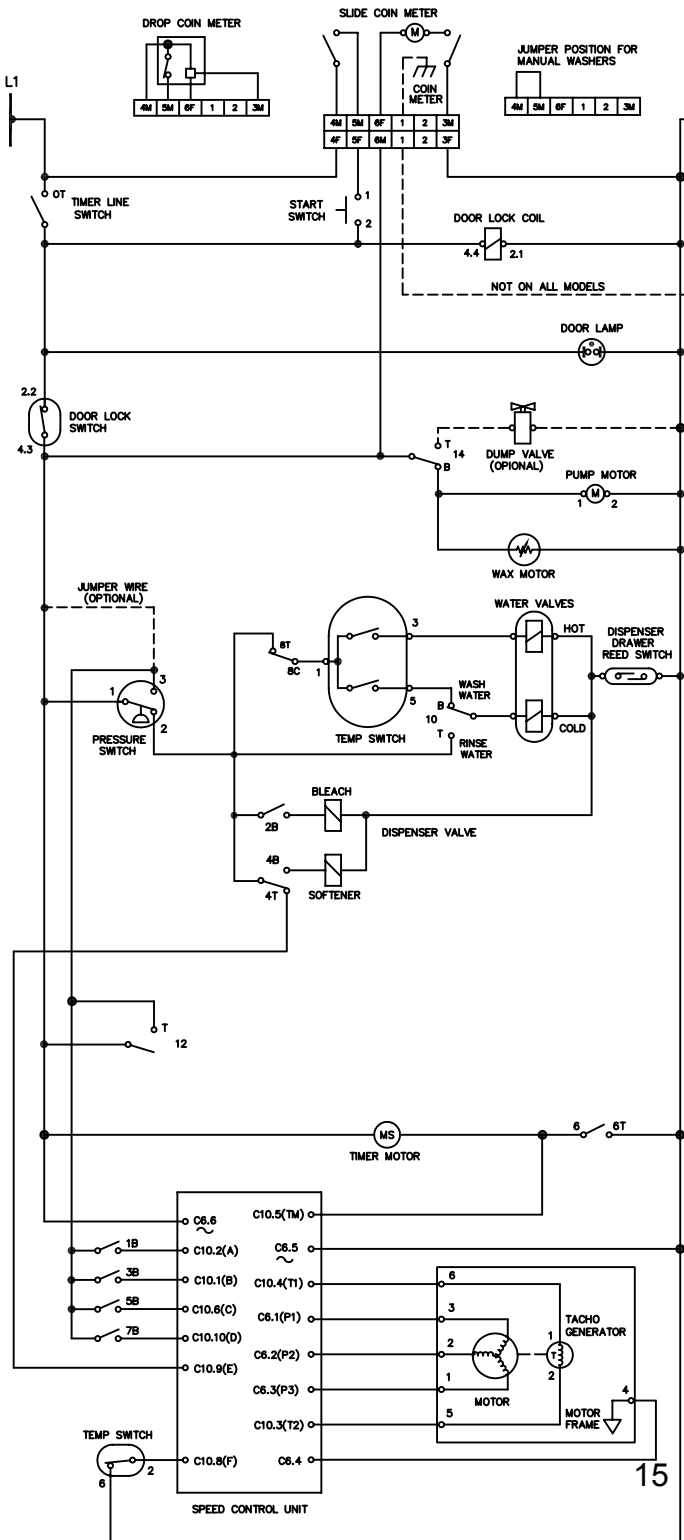 DROP COIN METER
4M 5M 6F 1 2 3M
SLIDE COIN METER
M
COIN
METER
4M 5M 6F 1 2 3M
4F 5F 6M 1 2 3F
JUMPER POSITION FOR
MANUAL WASHERS
4M 5M 6F 1 2 3M
L1
OT
TIMER LINE
SWITCH
START
SWITCH
1
2
DOOR LOCK COIL
4.4
2.1
NOT ON ALL MODELS
DOOR LAMP
2.2
DOOR LOCK
SWITCH
4.3
T
14
B
DUMP VALVE
(OPIONAL)
PUMP MOTOR
1 M 2
WAX MOTOR
JUMPER WIRE
(OPTIONAL)
3
1
2
PRESSURE
SWITCH
8T
8C
1
3
5
TEMP SWITCH
WASH
WATER
B
10
T
RINSE
WATER
WATER VALVES
HOT
COLD
DISPENSER
DRAWER
REED SWITCH
BLEACH
2B
DISPENSER VALVE
4B
4T
SOFTENER
T
12
MS
TIMER MOTOR
6
6T
C6.6
C10.5(TM)
1B
C10.2(A)
C6.5
3B
C10.1(B)
C10.4(T1)
6
5B
C10.6(C)
C6.1(P1)
3
7B
C10.10(D)
C6.2(P2)
2
C10.9(E)
C6.3(P3)
1
C10.3(T2)
5
TACHO
GENERATOR
1
T
2
MOTOR
MOTOR
FRAME
4
TEMP SWITCH
2
6
C10.8(F)
C6.4
15
SPEED CONTROL UNIT